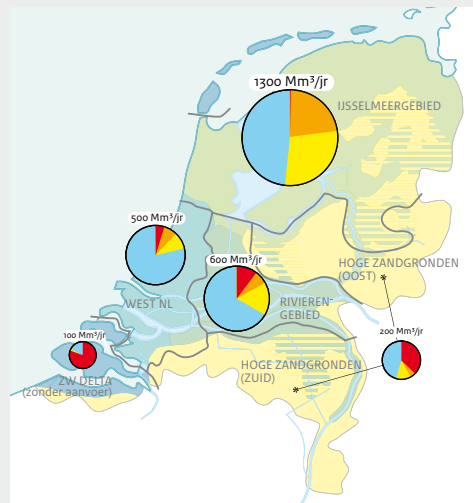 1300 Mm³/jr
IJSSELMEERGEBIED
500 Mm³/jr
600 Mm³/jr
HOGE ZANDGRONDEN
(OOST)
*
WEST NL
RIVIEREN-
GEBIED
100 Mm³/jr
200 Mm³/jr
HOGE ZANDGRONDEN
(ZUID)
*
ZW DELTA
(zonder aanvoer)